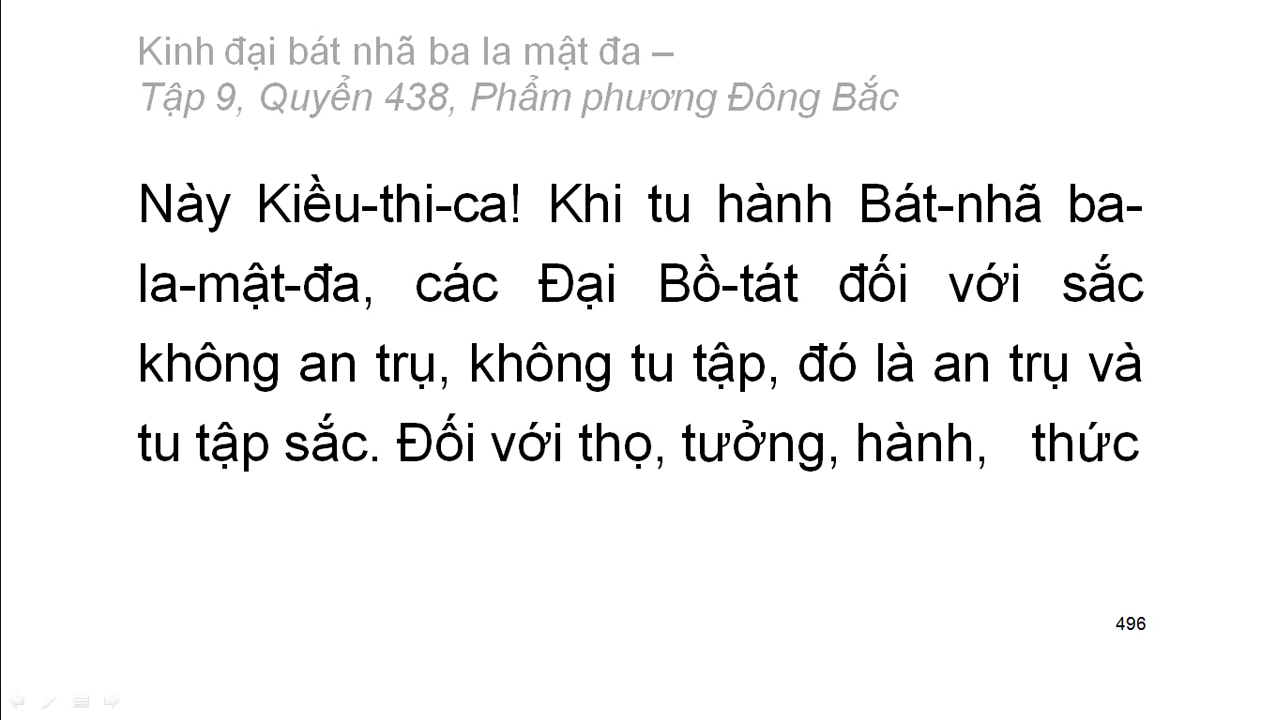 Kinh đại bát nhã ba la mật đa –
Tập 9, Quyển 438, Phẩm phương Đông Bắc
Này Kiều-thi-ca! Khi tu hành Bát-nhã ba-
la-mật-đa, các Đại Bồ-tát đối với sắc
không an trụ, không tu tập, đó là an trụ và
tu tập sắc. Đối với thọ, tưởng, hành, thức
496